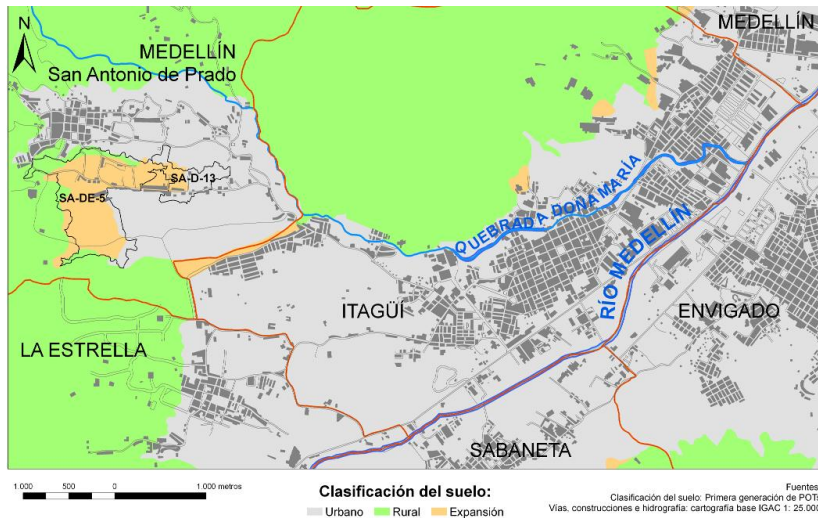 N
MEDELLÍN
San Antonio de Prado
MEDELLÍN
SA-D-13
SA-DE-5
QUEBRADA DOÑA MARÍA
RÍO MEDELLÍN
ITAGÜÍ
ENVIGADO
LA ESTRELLA
SABANETA
1.000 500 0 1.000 metros
Clasificación del suelo:
Urbano Rural Expansión
Fuentes
Clasificación del suelo: Primera generación de POTs
Vías, construcciones e hidrografía: cartografía base IGAC 1: 25.000